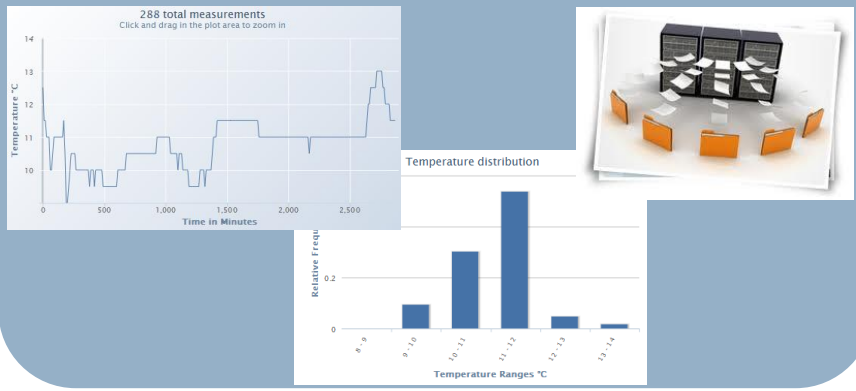 288 total measurements
Click and drag in the plot area to zoom in
14
13
12
11
10
Temperature °C
0
500
1,000
1,500
2,000
2,500
Time in Minutes
Temperature distribution
Relative Frequ
0.2
0
8 - 9
9 - 10
10 - 11
11 - 12
12 - 13
13 - 14
Temperature Ranges °C